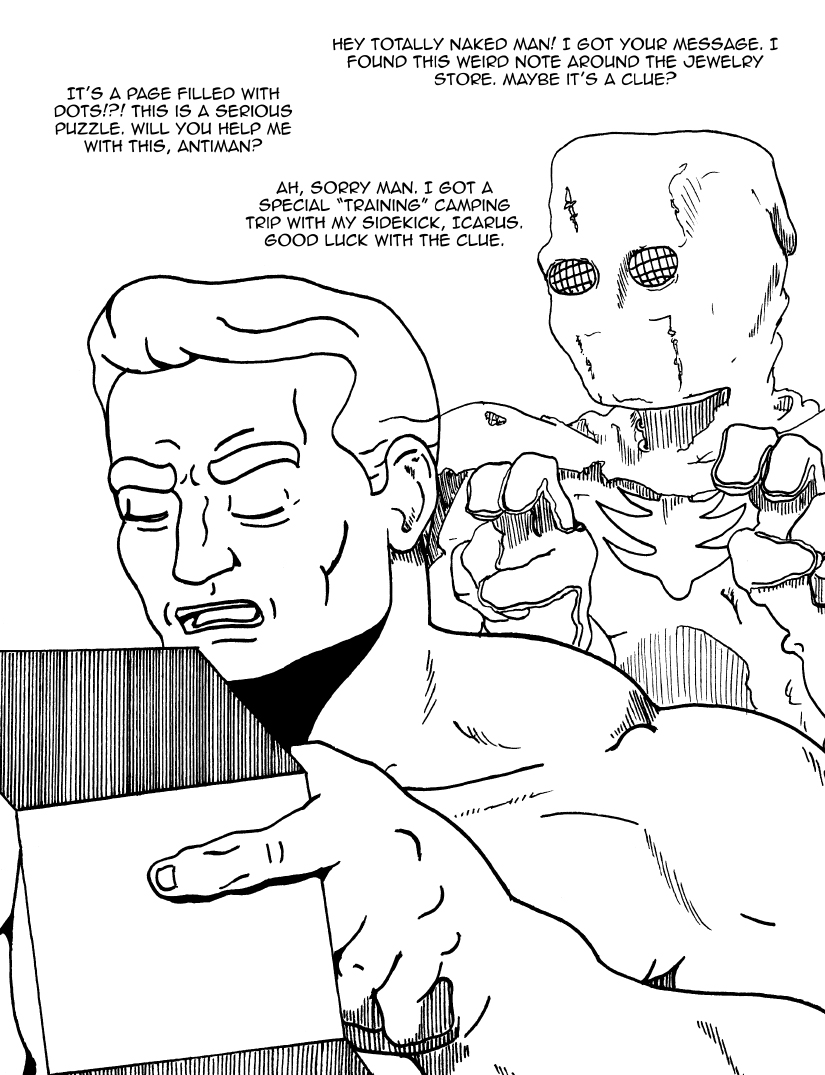 HEY TOTALLY NAKED MAN! I GOT YOUR MESSAGE. I
FOUND THIS WEIRD NOTE AROUND THE JEWELRY
STORE. MAYBE IT'S A CLUE?
IT'S A PAGE FILLED WITH
DOTS!?! THIS IS A SERIOUS
PUZZLE. WILL YOU HELP ME
WITH THIS, ANTIMAN?
AH, SORRY MAN. I GOT A
SPECIAL "TRAINING" CAMPING
TRIP WITH MY SIDEKICK, ICARUS.
GOOD LUCK WITH THE CLUE.